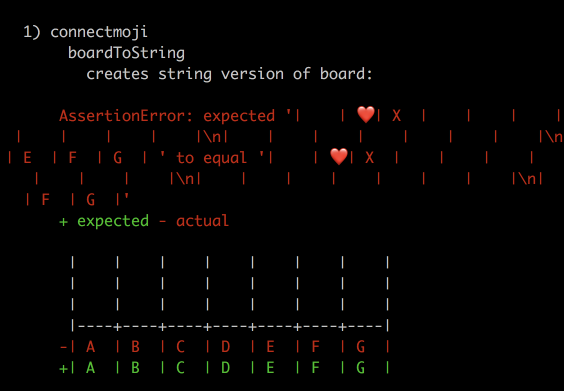 1) connectmoji
boardToString
creates string version of board:
AssertionError: expected '|    | ❤️| X  |    |    |    |
|    |    |    |    |\n|    |    |    |    |    |    |    |\n
| E  | F  | G  | ' to equal '|    | ❤️| X  |    |    |    |
|    |    |    |\n|    |    |    |    |    |    |    |\n|
| F  | G  |'
+ expected - actual
|    |    |    |    |    |    |    |
|    |    |    |    |    |    |    |
|    |    |    |    |    |    |    |
|----+----+----+----+----+----+----|
-| A  | B  | C  | D  | E  | F  | G  |
+| A  | B  | C  | D  | E  | F  | G  |